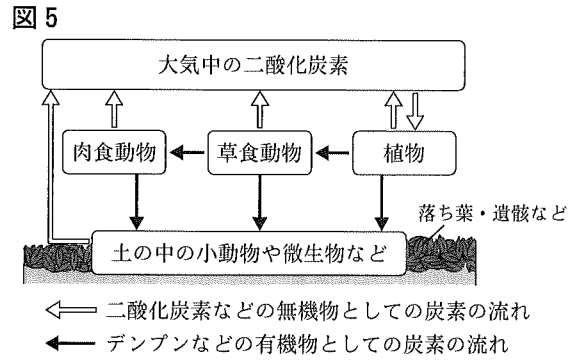 図5
大気中の二酸化炭素
肉食動物
草食動物
植物
落ち葉・遺骸など
土の中の小動物や微生物など
二酸化炭素などの無機物としての炭素の流れ
デンプンなどの有機物としての炭素の流れ